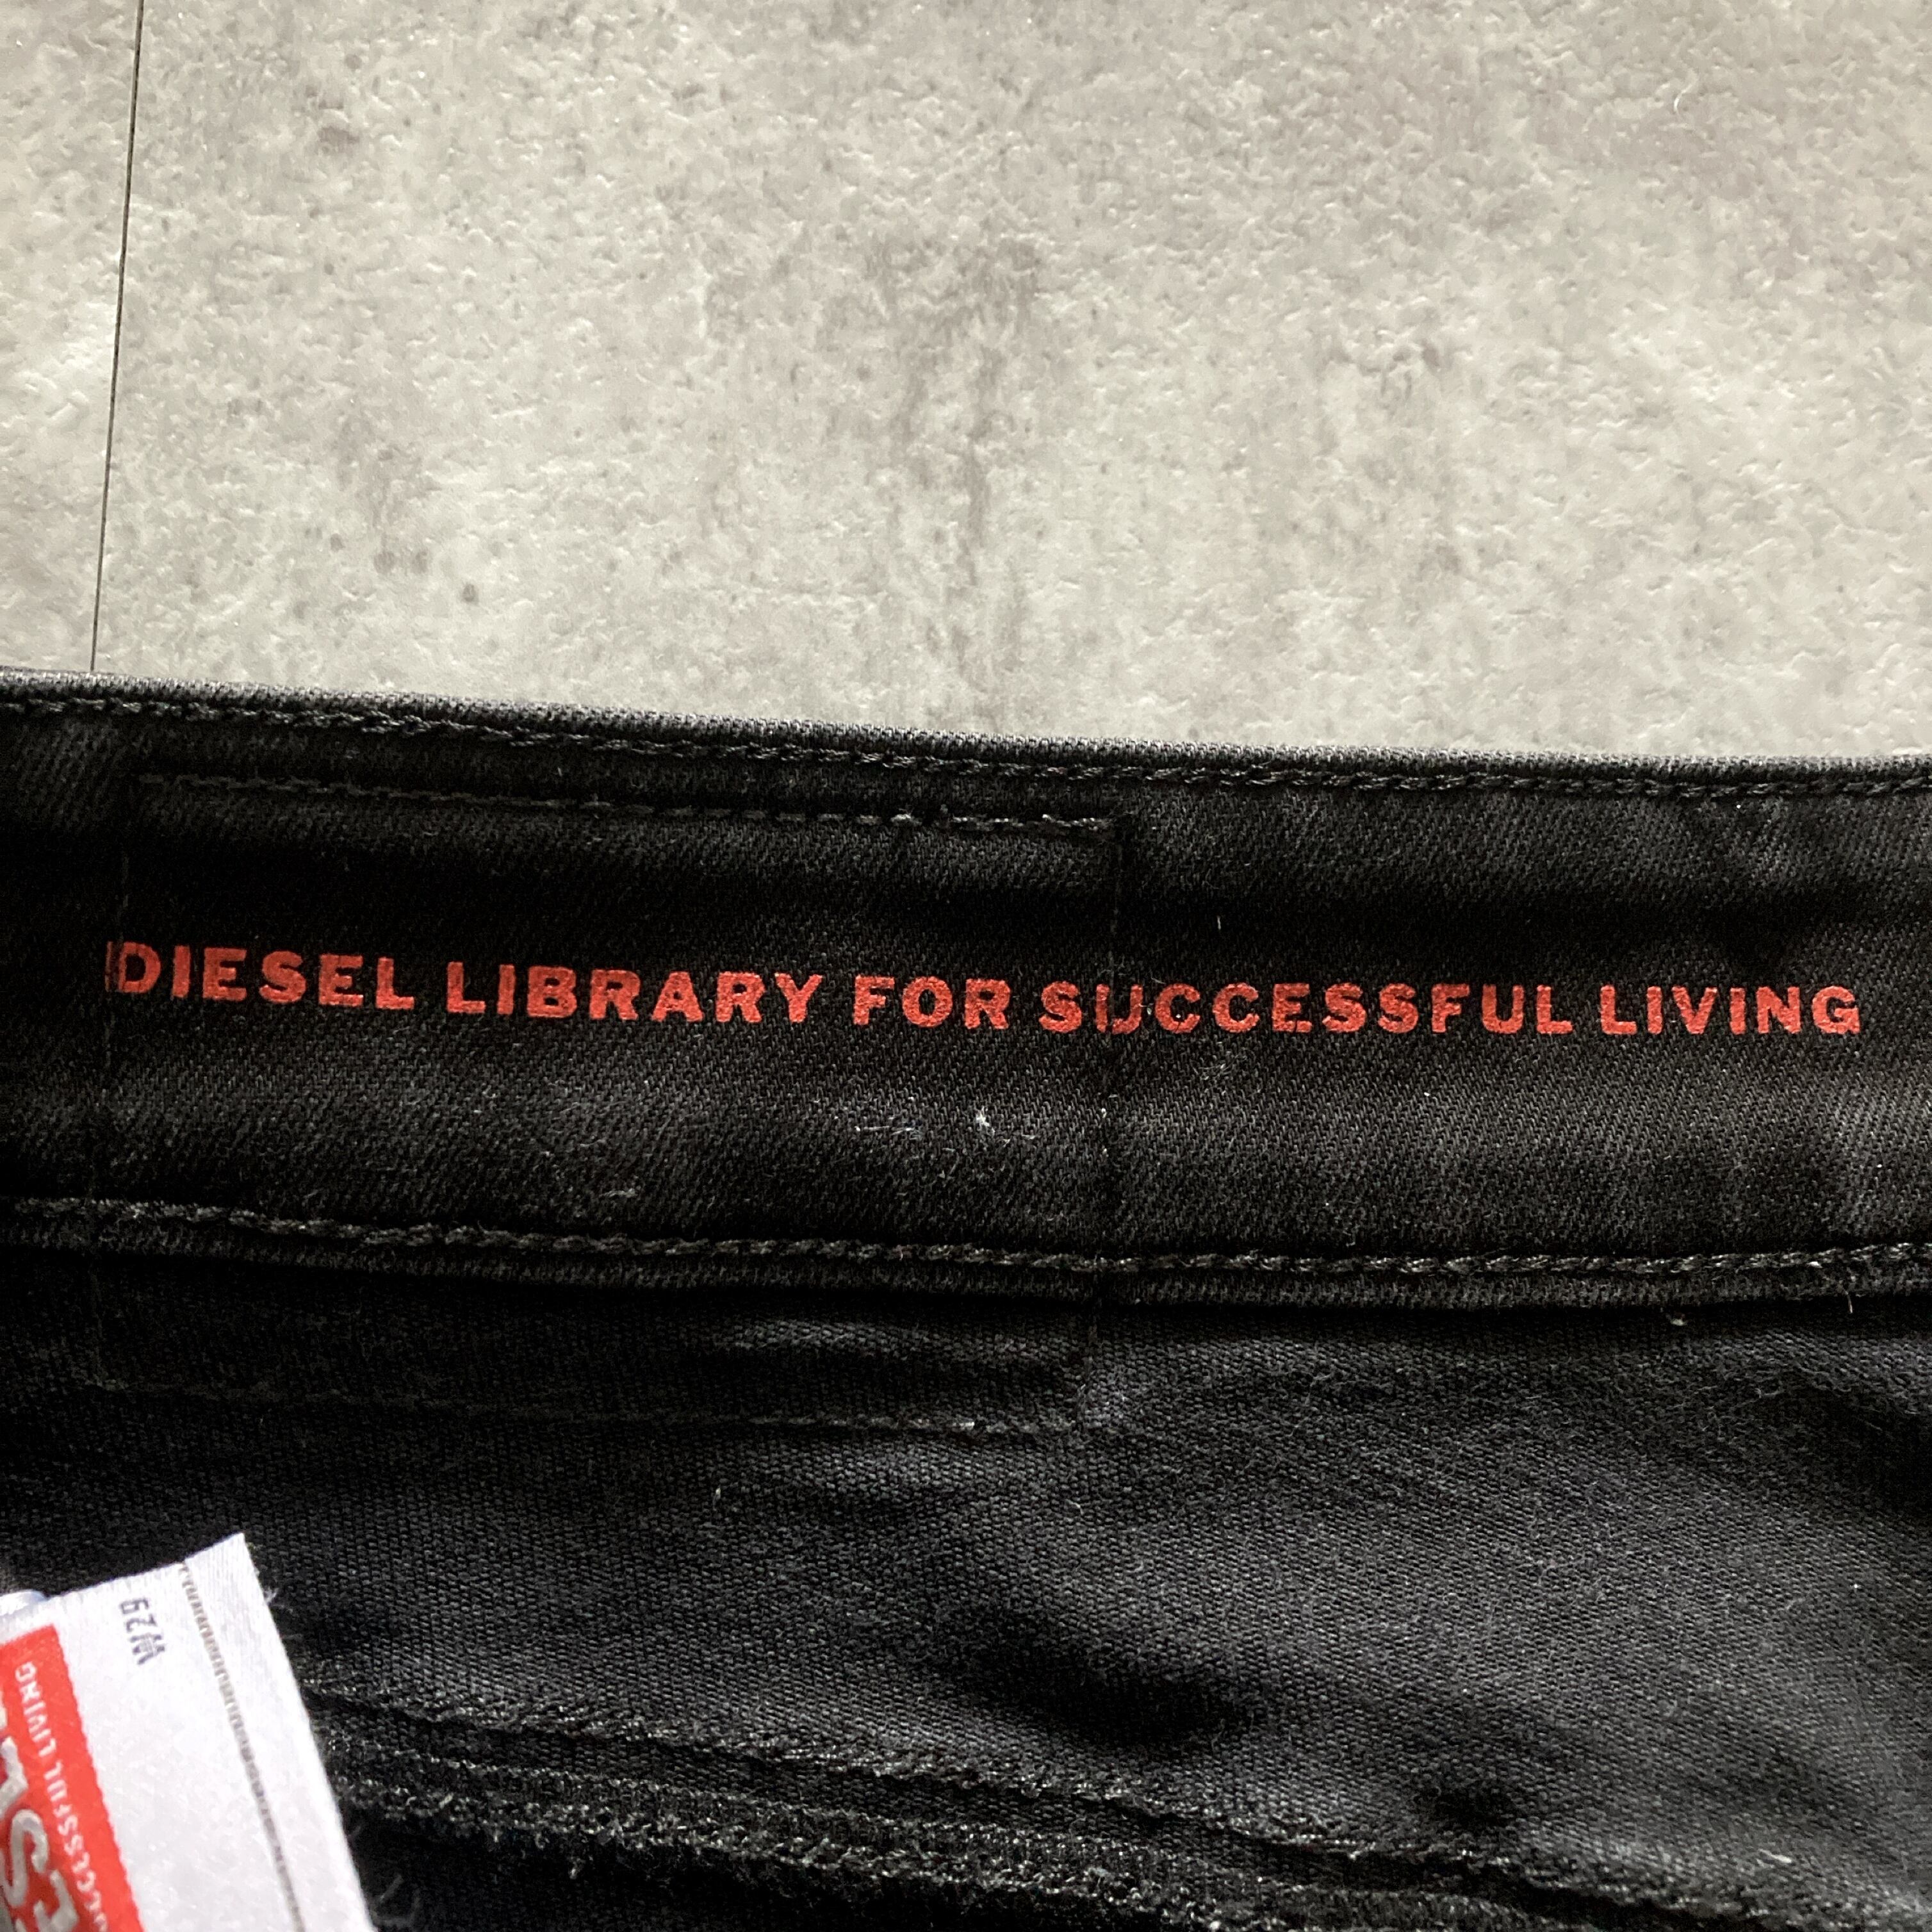 DIESEL LIBRARY FOR SUCCESSFUL LIVING
W29
SUCCESSFUL LIVING